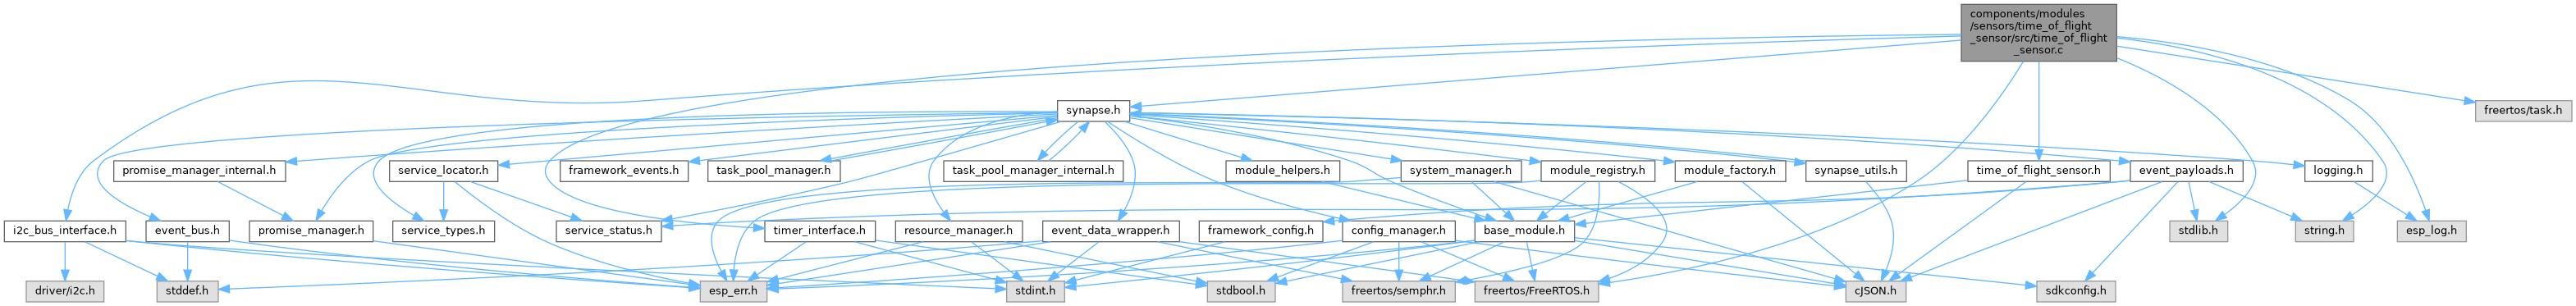 components/modules
/sensors/time_of_flight
_sensor/src/time_of_flight
_sensor.c
synapse.h
freertos/task.h
promise_manager_internal.h
service_locator.h
framework_events.h
task_pool_manager.h
task_pool_manager_internal.h
module_helpers.h
system_manager.h
module_registry.h
module_factory.h
synapse_utils.h
time_of_flight_sensor.h
event_payloads.h
logging.h
i2c_bus_interface.h
event_bus.h
promise_manager.h
service_types.h
service_status.h
timer_interface.h
resource_manager.h
event_data_wrapper.h
framework_config.h
config_manager.h
base_module.h
stdlib.h
string.h
esp_log.h
driver/i2c.h
stddef.h
esp_err.h
stdint.h
stdbool.h
freertos/semphr.h
freertos/FreeRTOS.h
cJSON.h
sdkconfig.h